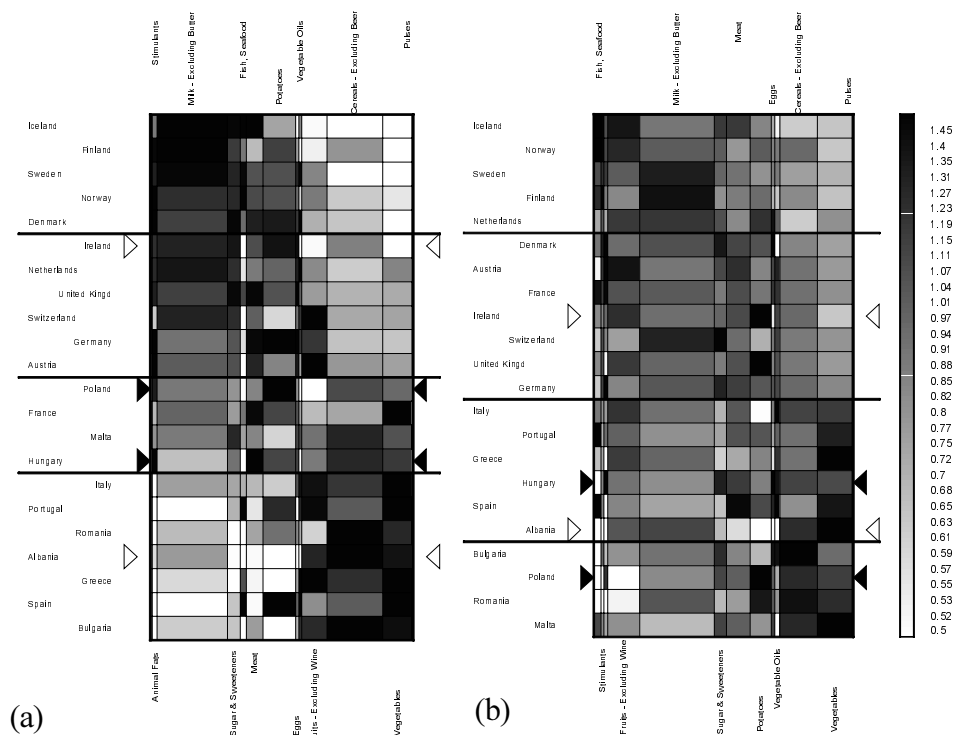 Stimulants
Milk - Excluding Butter
Fish, Seafood
Potatoes
Vegetable Oils
Cereals - Excluding Beer
Pulses
Iceland
Finland
Sweden
Norway
Denmark
Ireland
Netherlands
United Kingd
Switzerland
Germany
Austria
Poland
France
Malta
Hungary
Italy
Portugal
Romania
Albania
Greece
Spain
Bulgaria
Animal Fats
Sugar & Sweeteners
Meat
Eggs
uits - Excluding Wine
Vegetables
(a)
Fish, Seafood
Milk - Excluding Butter
Meat
Eggs
Cereals - Excluding Beer
Pulses
Iceland
Norway
Sweden
Finland
Netherlands
Denmark
Austria
France
Ireland
Switzerland
United Kingd
Germany
Italy
Portugal
Greece
Hungary
Spain
Albania
Bulgaria
Poland
Romania
Malta
Stimulants
Fruits - Excluding Wine
Sugar & Sweeteners
Potatoes
Vegetable Oils
Vegetables
(b)
1.45
1.4
1.31
1.27
1.23
1.19
1.15
1.11
1.07
1.04
1.01
0.97
0.94
0.91
0.88
0.85
0.82
0.8
0.77
0.75
0.72
0.7
0.68
0.65
0.63
0.61
0.59
0.57
0.55
0.53
0.52
0.5